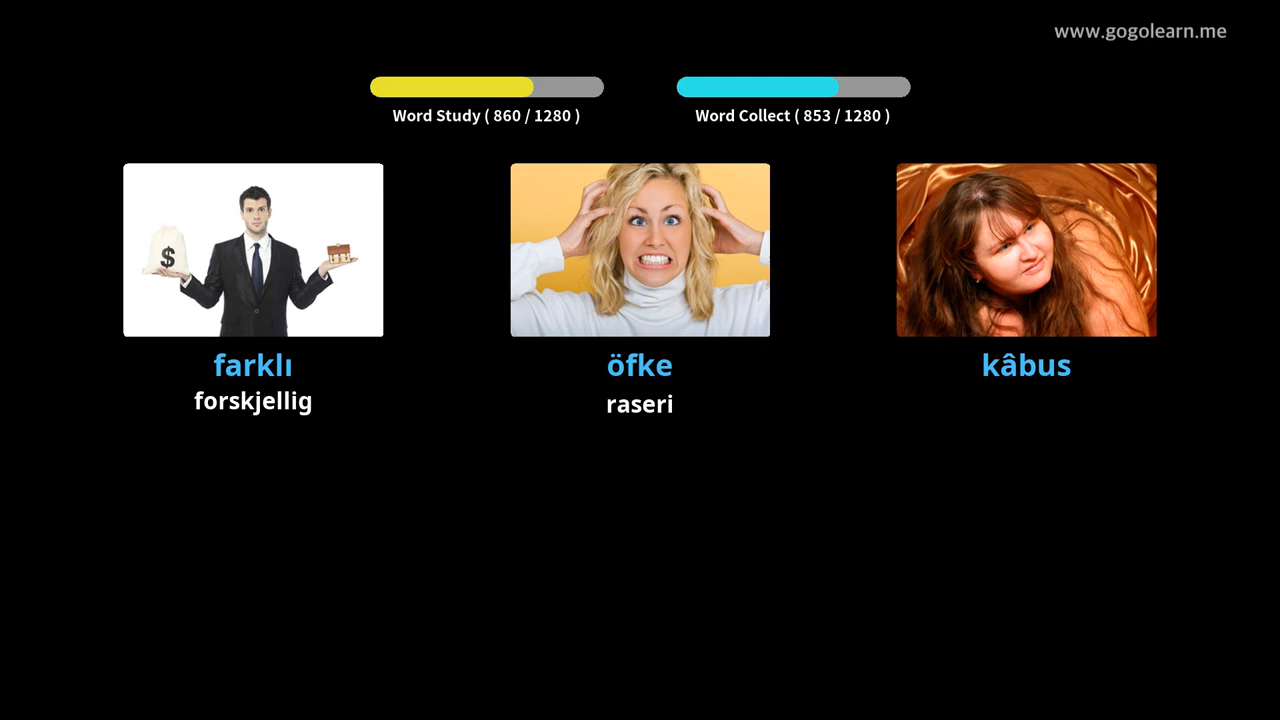 www.gogolearn.me
Word Study ( 860 / 1280 )
Word Collect ( 853 / 1280 )
$
farklı
forskjellig
öfke
raseri
kâbus